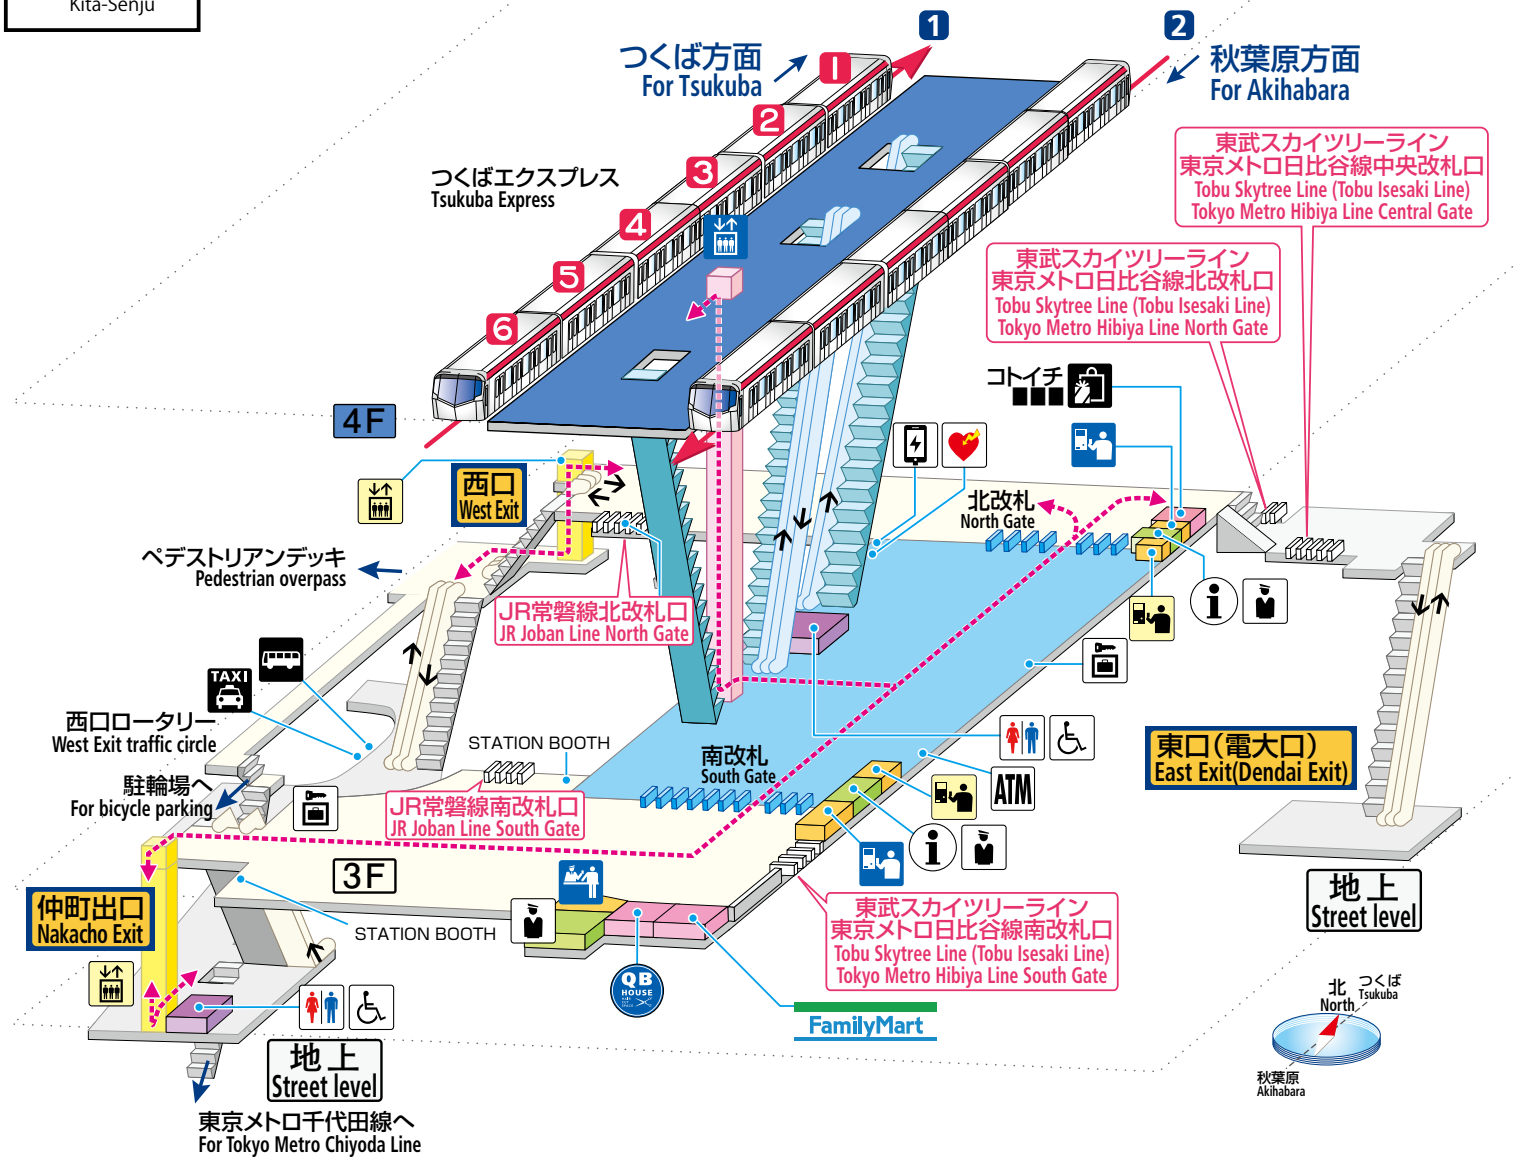 Kita-Senju
1
2
つくば方面
For Tsukuba
秋葉原方面
For Akihabara
1
2
3
4
5
6
つくばエクスプレス
Tsukuba Express
東武スカイツリーライン
東京メトロ日比谷線中央改札口
Tobu Skytree Line (Tobu Isesaki Line)
Tokyo Metro Hibiya Line Central Gate
東武スカイツリーライン
東京メトロ日比谷線北改札口
Tobu Skytree Line (Tobu Isesaki Line)
Tokyo Metro Hibiya Line North Gate
コトイチ
4F
西口
West Exit
北改札
North Gate
ペデストリアンデッキ
Pedestrian overpass
JR常磐線北改札口
JR Joban Line North Gate
TAXI
西口ロータリー
West Exit traffic circle
STATION BOOTH
南改札
South Gate
東口(電大口)
East Exit(Dendai Exit)
駐輪場へ
For bicycle parking
JR常磐線南改札口
JR Joban Line South Gate
ATM
3F
地上
Street level
仲町出口
Nakacho Exit
STATION BOOTH
東武スカイツリーライン
東京メトロ日比谷線南改札口
Tobu Skytree Line (Tobu Isesaki Line)
Tokyo Metro Hibiya Line South Gate
QB
HOUSE
FamilyMart
北
North
つくば
Tsukuba
秋葉原
Akihabara
地上
Street level
東京メトロ千代田線へ
For Tokyo Metro Chiyoda Line